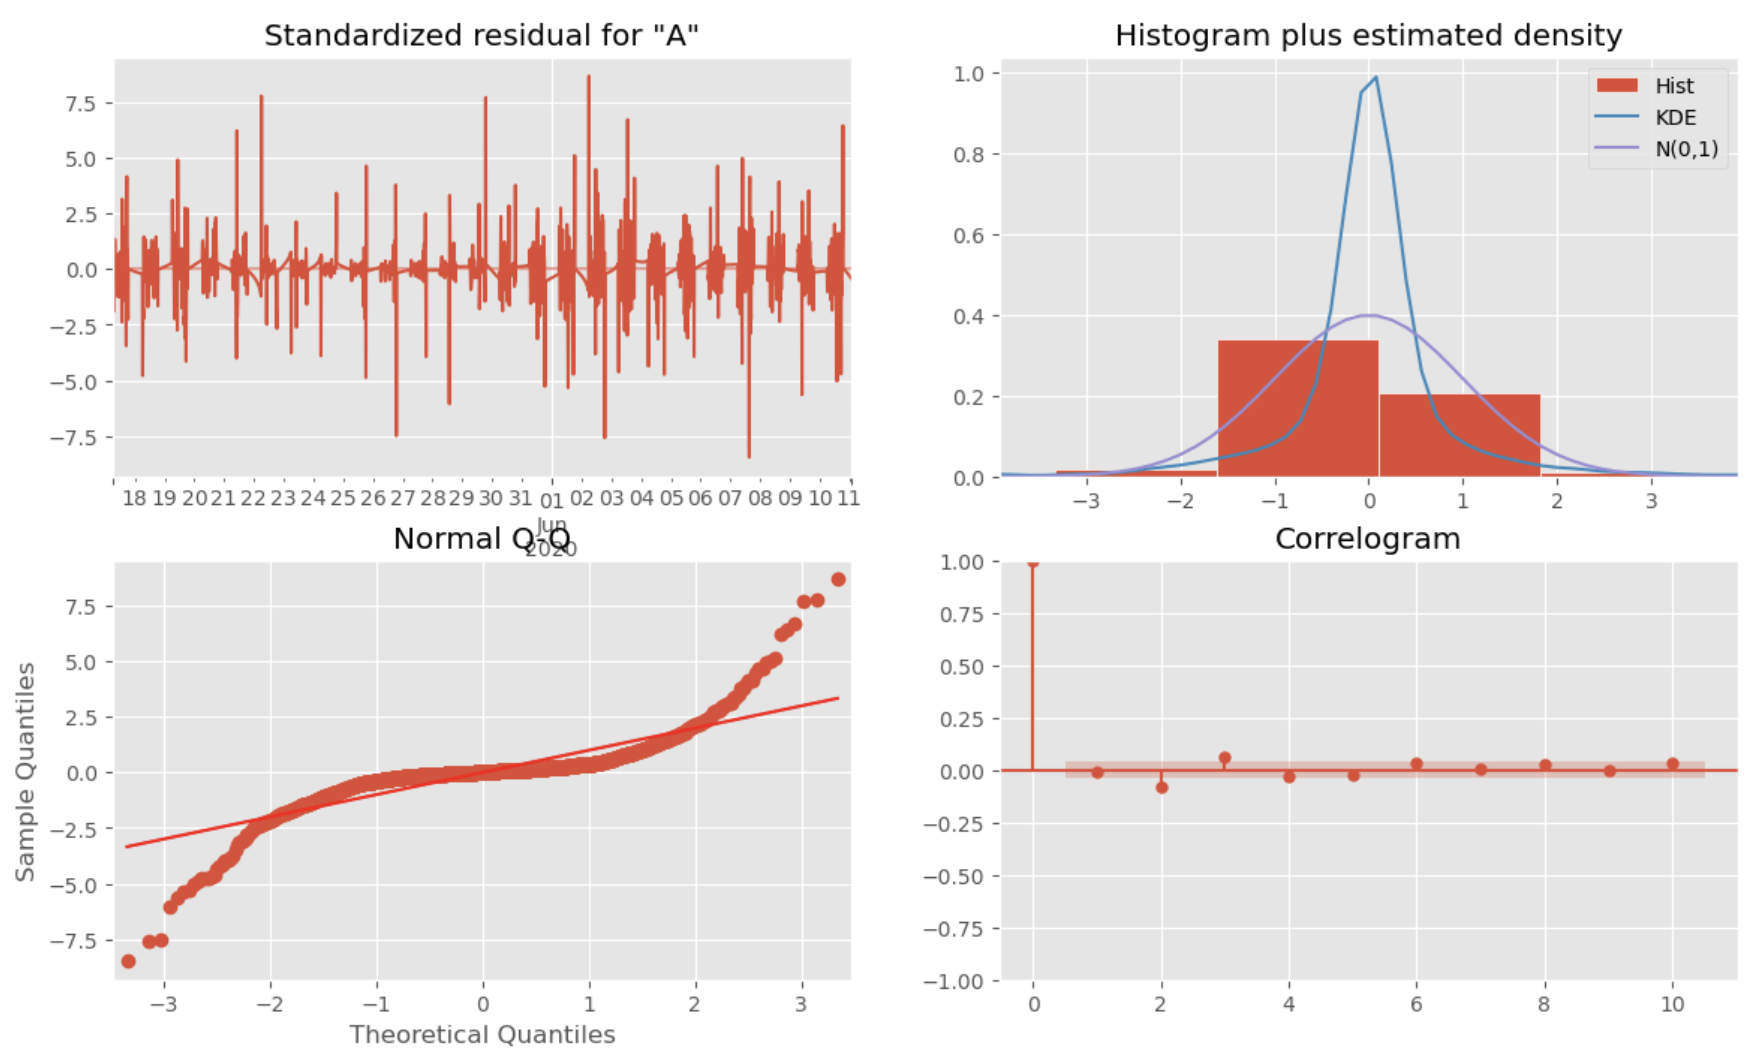 Standardized residual for "A"
7.5
5.0
2.5
0.0
−2.5
−5.0
−7.5
18 19 20 21 22 23 24 25 26 27 28 29 30 31 01 02 03 04 05 06 07 08 09 10 11
Jun
2020
Histogram plus estimated density
1.0
0.8
0.6
0.4
0.2
0.0
Hist
KDE
N(0,1)
−3 −2 −1 0 1 2 3
Normal Q-Q
Sample Quantiles
7.5
5.0
2.5
0.0
−2.5
−5.0
−7.5
−3 −2 −1 0 1 2 3
Theoretical Quantiles
Correlogram
1.00
0.75
0.50
0.25
0.00
−0.25
−0.50
−0.75
−1.00
0 2 4 6 8 10